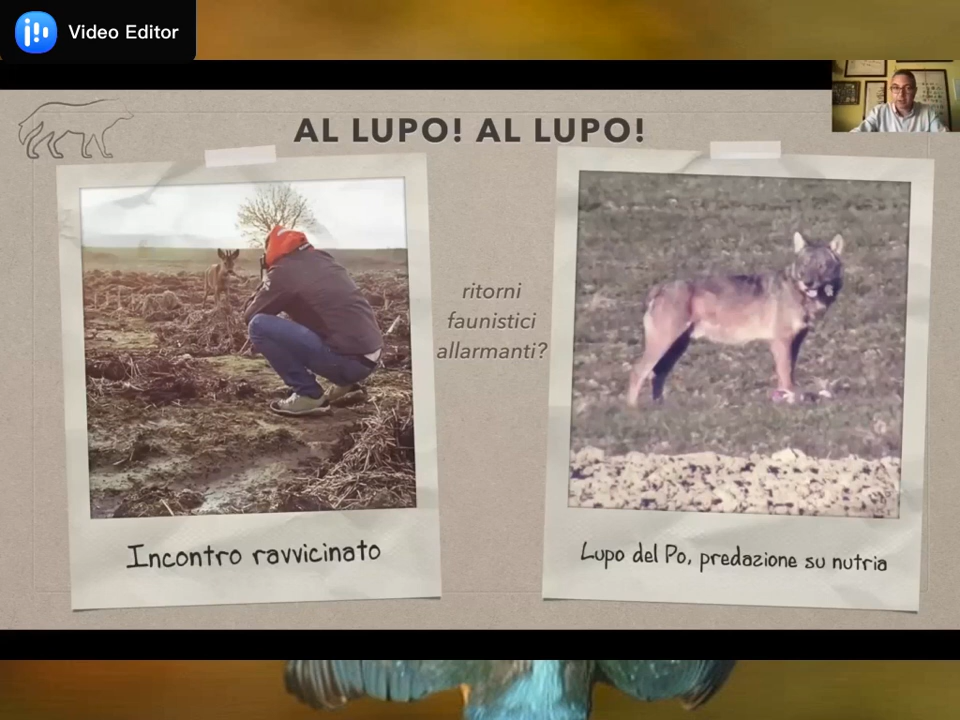 Video Editor
AL LUPO! AL LUPO!
ritorni
faunistici
allarmanti?
Incontro ravvicinato
Lupo del Po, predazione su nutria